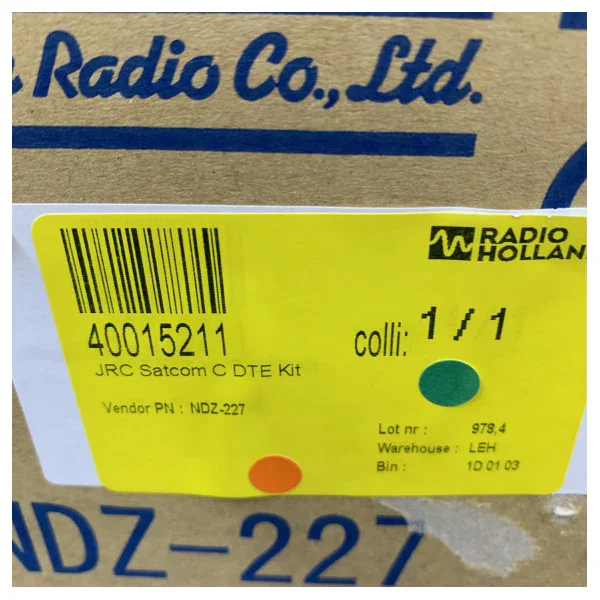 Radio Co., Ltd.
RADIO
HOLLAN
40015211
colli: 1 / 1
JRC Satcom C DTE Kit
Vendor PN : NDZ-227
Lot nr : 978,4
Warehouse : LEH
Bin : 1D 01 03
NDZ-227